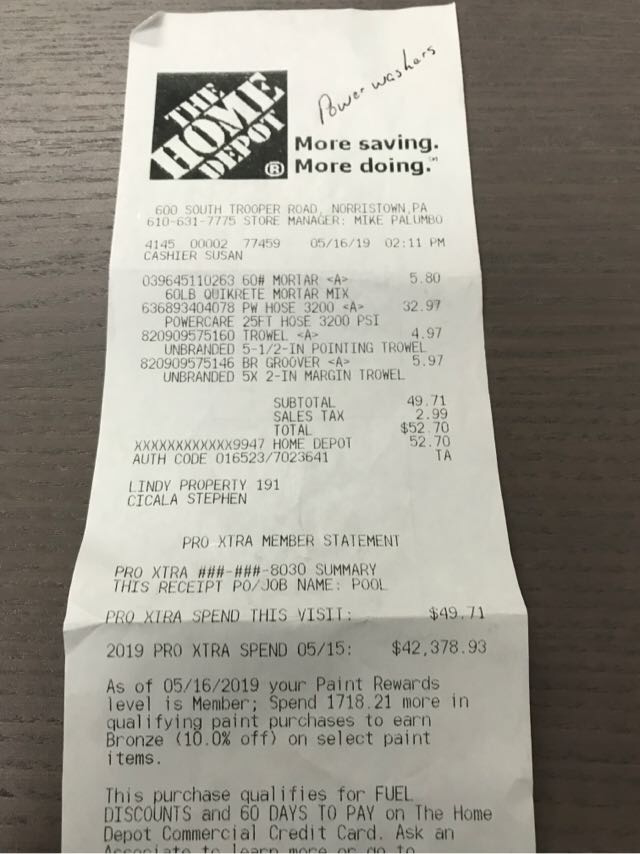 Power washers
THE
HOME
DEPOT
®
More saving.
More doing.℠
600 SOUTH TROOPER ROAD, NORRISTOWN,PA
610-631-7775 STORE MANAGER: MIKE PALUMBO
4145 00002 77459 05/16/19 02:11 PM
CASHIER SUSAN
039645110263 60# MORTAR <A> 5.80
60LB QUIKRETE MORTAR MIX
636893404078 PW HOSE 3200 <A> 32.97
POWERCARE 25FT HOSE 3200 PSI
820909575160 TROWEL <A> 4.97
UNBRANDED 5-1/2-IN POINTING TROWEL
820909575146 BR GROOVER <A> 5.97
UNBRANDED 5X 2-IN MARGIN TROWEL
SUBTOTAL 49.71
SALES TAX 2.99
TOTAL $52.70
XXXXXXXXXXXX9947 HOME DEPOT 52.70
AUTH CODE 016523/7023641 TA
LINDY PROPERTY 191
CICALA STEPHEN
PRO XTRA MEMBER STATEMENT
PRO XTRA ###-###-8030 SUMMARY
THIS RECEIPT PO/JOB NAME: POOL
PRO XTRA SPEND THIS VISIT: $49.71
2019 PRO XTRA SPEND 05/15: $42,378.93
As of 05/16/2019 your Paint Rewards
level is Member; Spend 1718.21 more in
qualifying paint purchases to earn
Bronze (10.0% off) on select paint
items.
This purchase qualifies for FUEL
DISCOUNTS and 60 DAYS TO PAY on The Home
Depot Commercial Credit Card. Ask an
Associate to learn more or go to